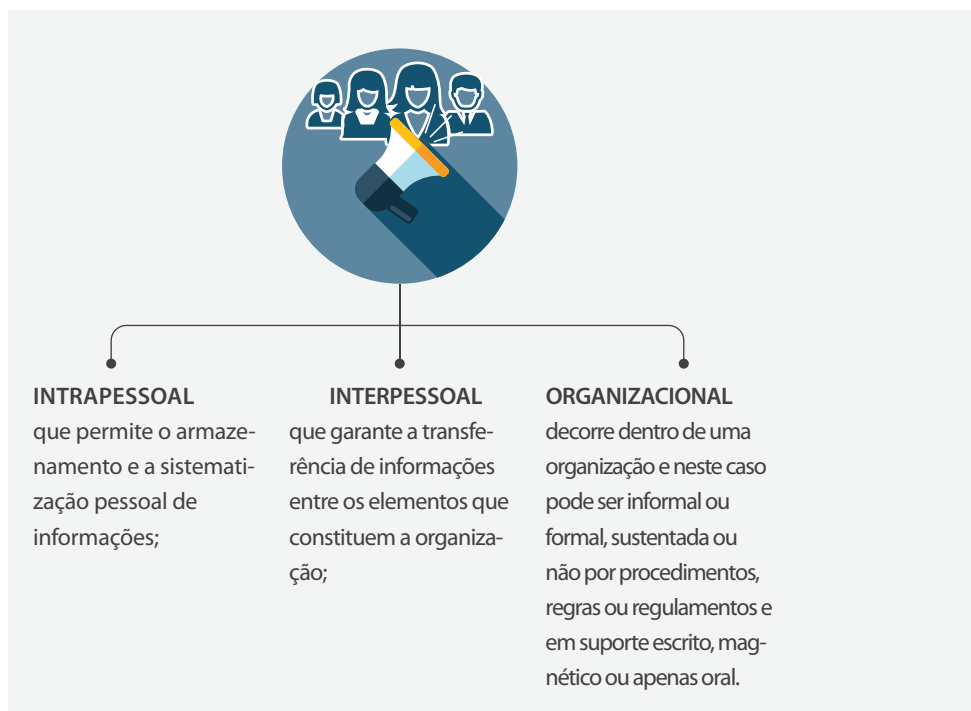 INTRAPESSOAL
que permite o armaze-
namento e a sistemati-
zação pessoal de
informações;
INTERPESSOAL
que garante a transfe-
rência de informações
entre os elementos que
constituem a organiza-
ção;
ORGANIZACIONAL
decorre dentro de uma
organização e neste caso
pode ser informal ou
formal, sustentada ou
não por procedimentos,
regras ou regulamentos e
em suporte escrito, mag-
nético ou apenas oral.